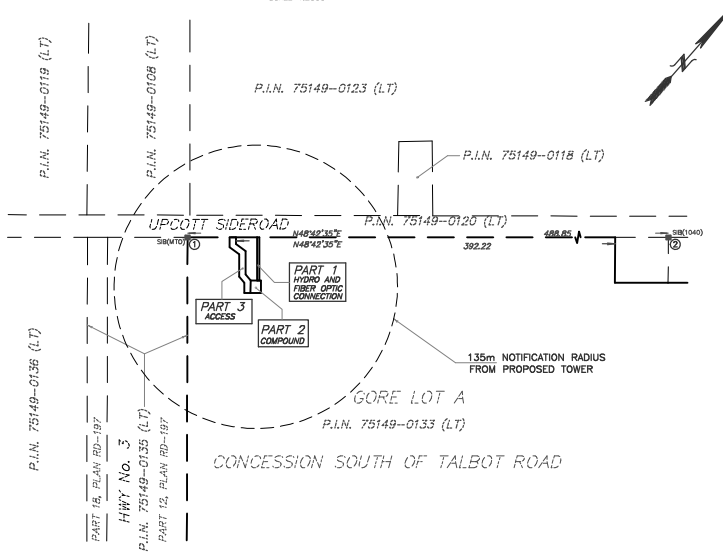 P.I.N. 75149-0119 (LT)
P.I.N. 75149-0108 (LT)
P.I.N. 75149-0123 (LT)
N
P.I.N. 75149-0118 (LT)
UPCOTT SIDEROAD
P.I.N. 75149-0120 (LT)
SIB(MTO)
1
N48°42'35"E
N48°42'35"E
392.22
488.85
SIB(1040)
2
PART 1
HYDRO AND
FIBER OPTIC
CONNECTION
PART 3
ACCESS
PART 2
COMPOUND
135m NOTIFICATION RADIUS
FROM PROPOSED TOWER
GORE LOT A
P.I.N. 75149-0133 (LT)
CONCESSION SOUTH OF TALBOT ROAD
P.I.N. 75149-0136 (LT)
PART 18, PLAN RD-197
HWY No. 3
P.I.N. 75149-0135 (LT)
PART 12, PLAN RD-197